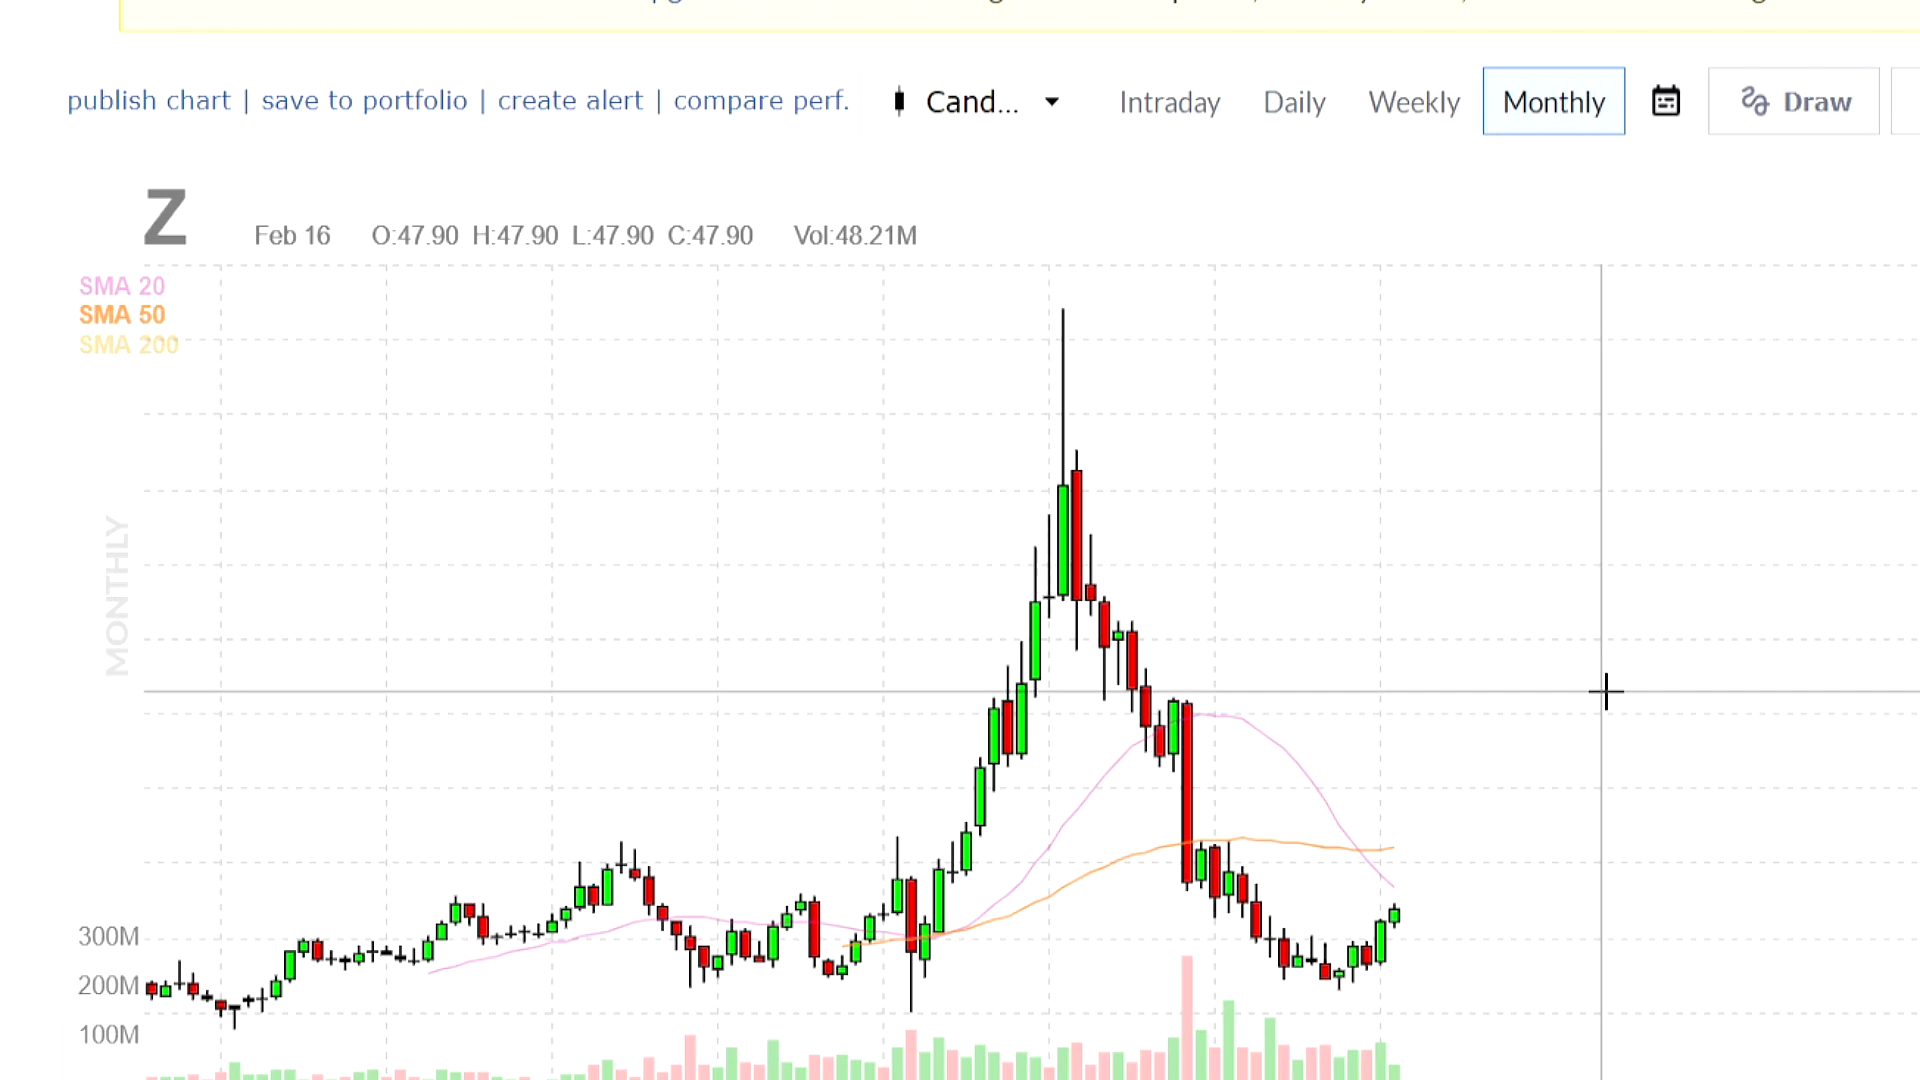 publish chart | save to portfolio | create alert | compare perf. Cand... Intraday Daily Weekly Monthly Draw
Z Feb 16 O:47.90 H:47.90 L:47.90 C:47.90 Vol:48.21M
SMA 20
SMA 50
SMA 200
MONTHLY
300M
200M
100M